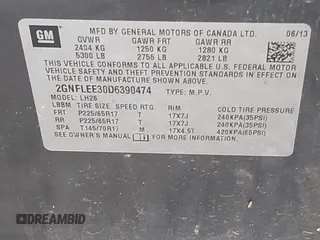 GM
MFD BY GENERAL MOTORS OF CANADA LTD. 06/13
GVWR GAWR FRT GAWR RR
2404 KG 1250 KG 1280 KG
5300 LB 2755 LB 2821 LB
THIS VEHICLE CONFORMS TO ALL APPLICABLE U.S. FEDERAL MOTOR
VEHICLE SAFETY STANDARDS IN EFFECT ON THE DATE OF
MANUFACTURE SHOWN ABOVE.
2GNFLEE30D6390474 TYPE: M.P.V.
MODEL: LH26
TIRE SIZE SPEED RTG RIM COLD TIRE PRESSURE
FRT P225/65R17 T 17X7J 240KPA(35PSI)
RR P225/65R17 T 17X7J 240KPA(35PSI)
SPA T145/70R17 M 17X4.5T 420KPA(60PSI)
SEE OWNER'S MANUAL FOR MORE INFORMATION.
DREAMBID